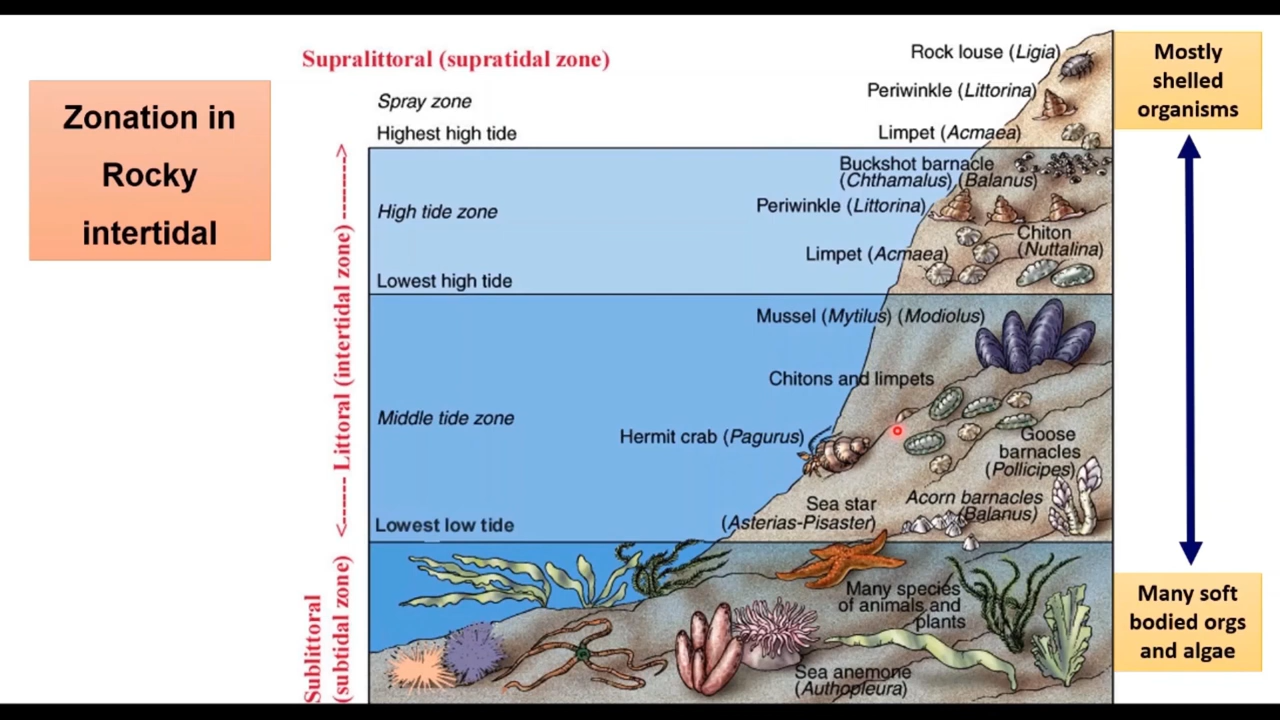 Zonation in
Rocky
intertidal
Supralittoral (supratidal zone)
Spray zone
Highest high tide
<----- Littoral (intertidal zone) ------->
High tide zone
Lowest high tide
Middle tide zone
Lowest low tide
Sublittoral
(subtidal zone)
Rock louse (Ligia)
Periwinkle (Littorina)
Limpet (Acmaea)
Buckshot barnacle
(Chthamalus) (Balanus)
Periwinkle (Littorina)
Chiton
(Nuttalina)
Limpet (Acmaea)
Mussel (Mytilus) (Modiolus)
Chitons and limpets
Hermit crab (Pagurus)
Goose
barnacles
(Pollicipes)
Sea star
(Asterias-Pisaster)
Acorn barnacles
(Balanus)
Many species
of animals and
plants
Sea anemone
(Authopleura)
Mostly
shelled
organisms
Many soft
bodied orgs
and algae